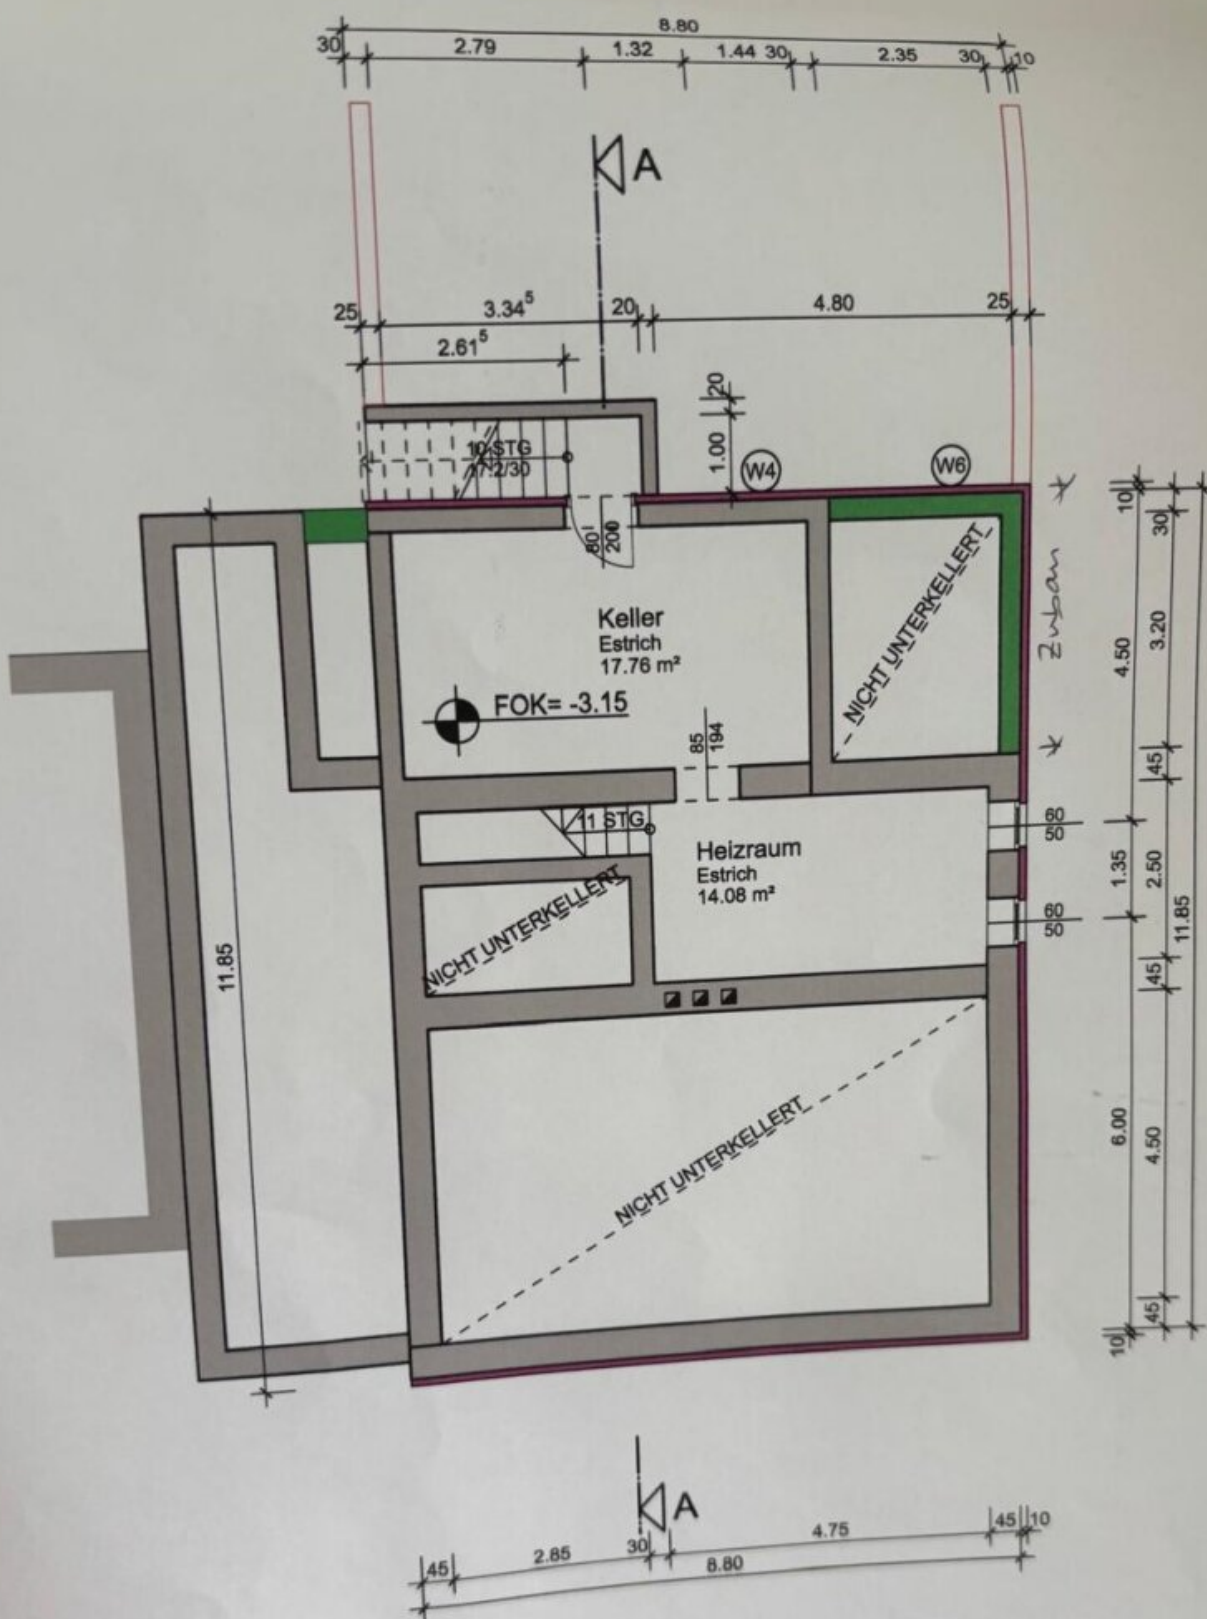 8.80
30 2.79 1.32 1.44 30 2.35 30 10
A
25 3.34⁵ 20 4.80 25
2.61⁵
20
1.00
10 STG
17.2/30
W4
W6
10
30
80
200
Keller
Estrich
17.76 m²
FOK= -3.15
NICHT UNTERKELLERT
Zubau
4.50
3.20
85
194
45
11 STG
Heizraum
Estrich
14.08 m²
60
50
1.35
2.50
60
50
11.85
NICHT UNTERKELLERT
11.85
45
NICHT UNTERKELLERT
6.00
4.50
45
10
A
45 2.85 30 4.75 45 10
8.80